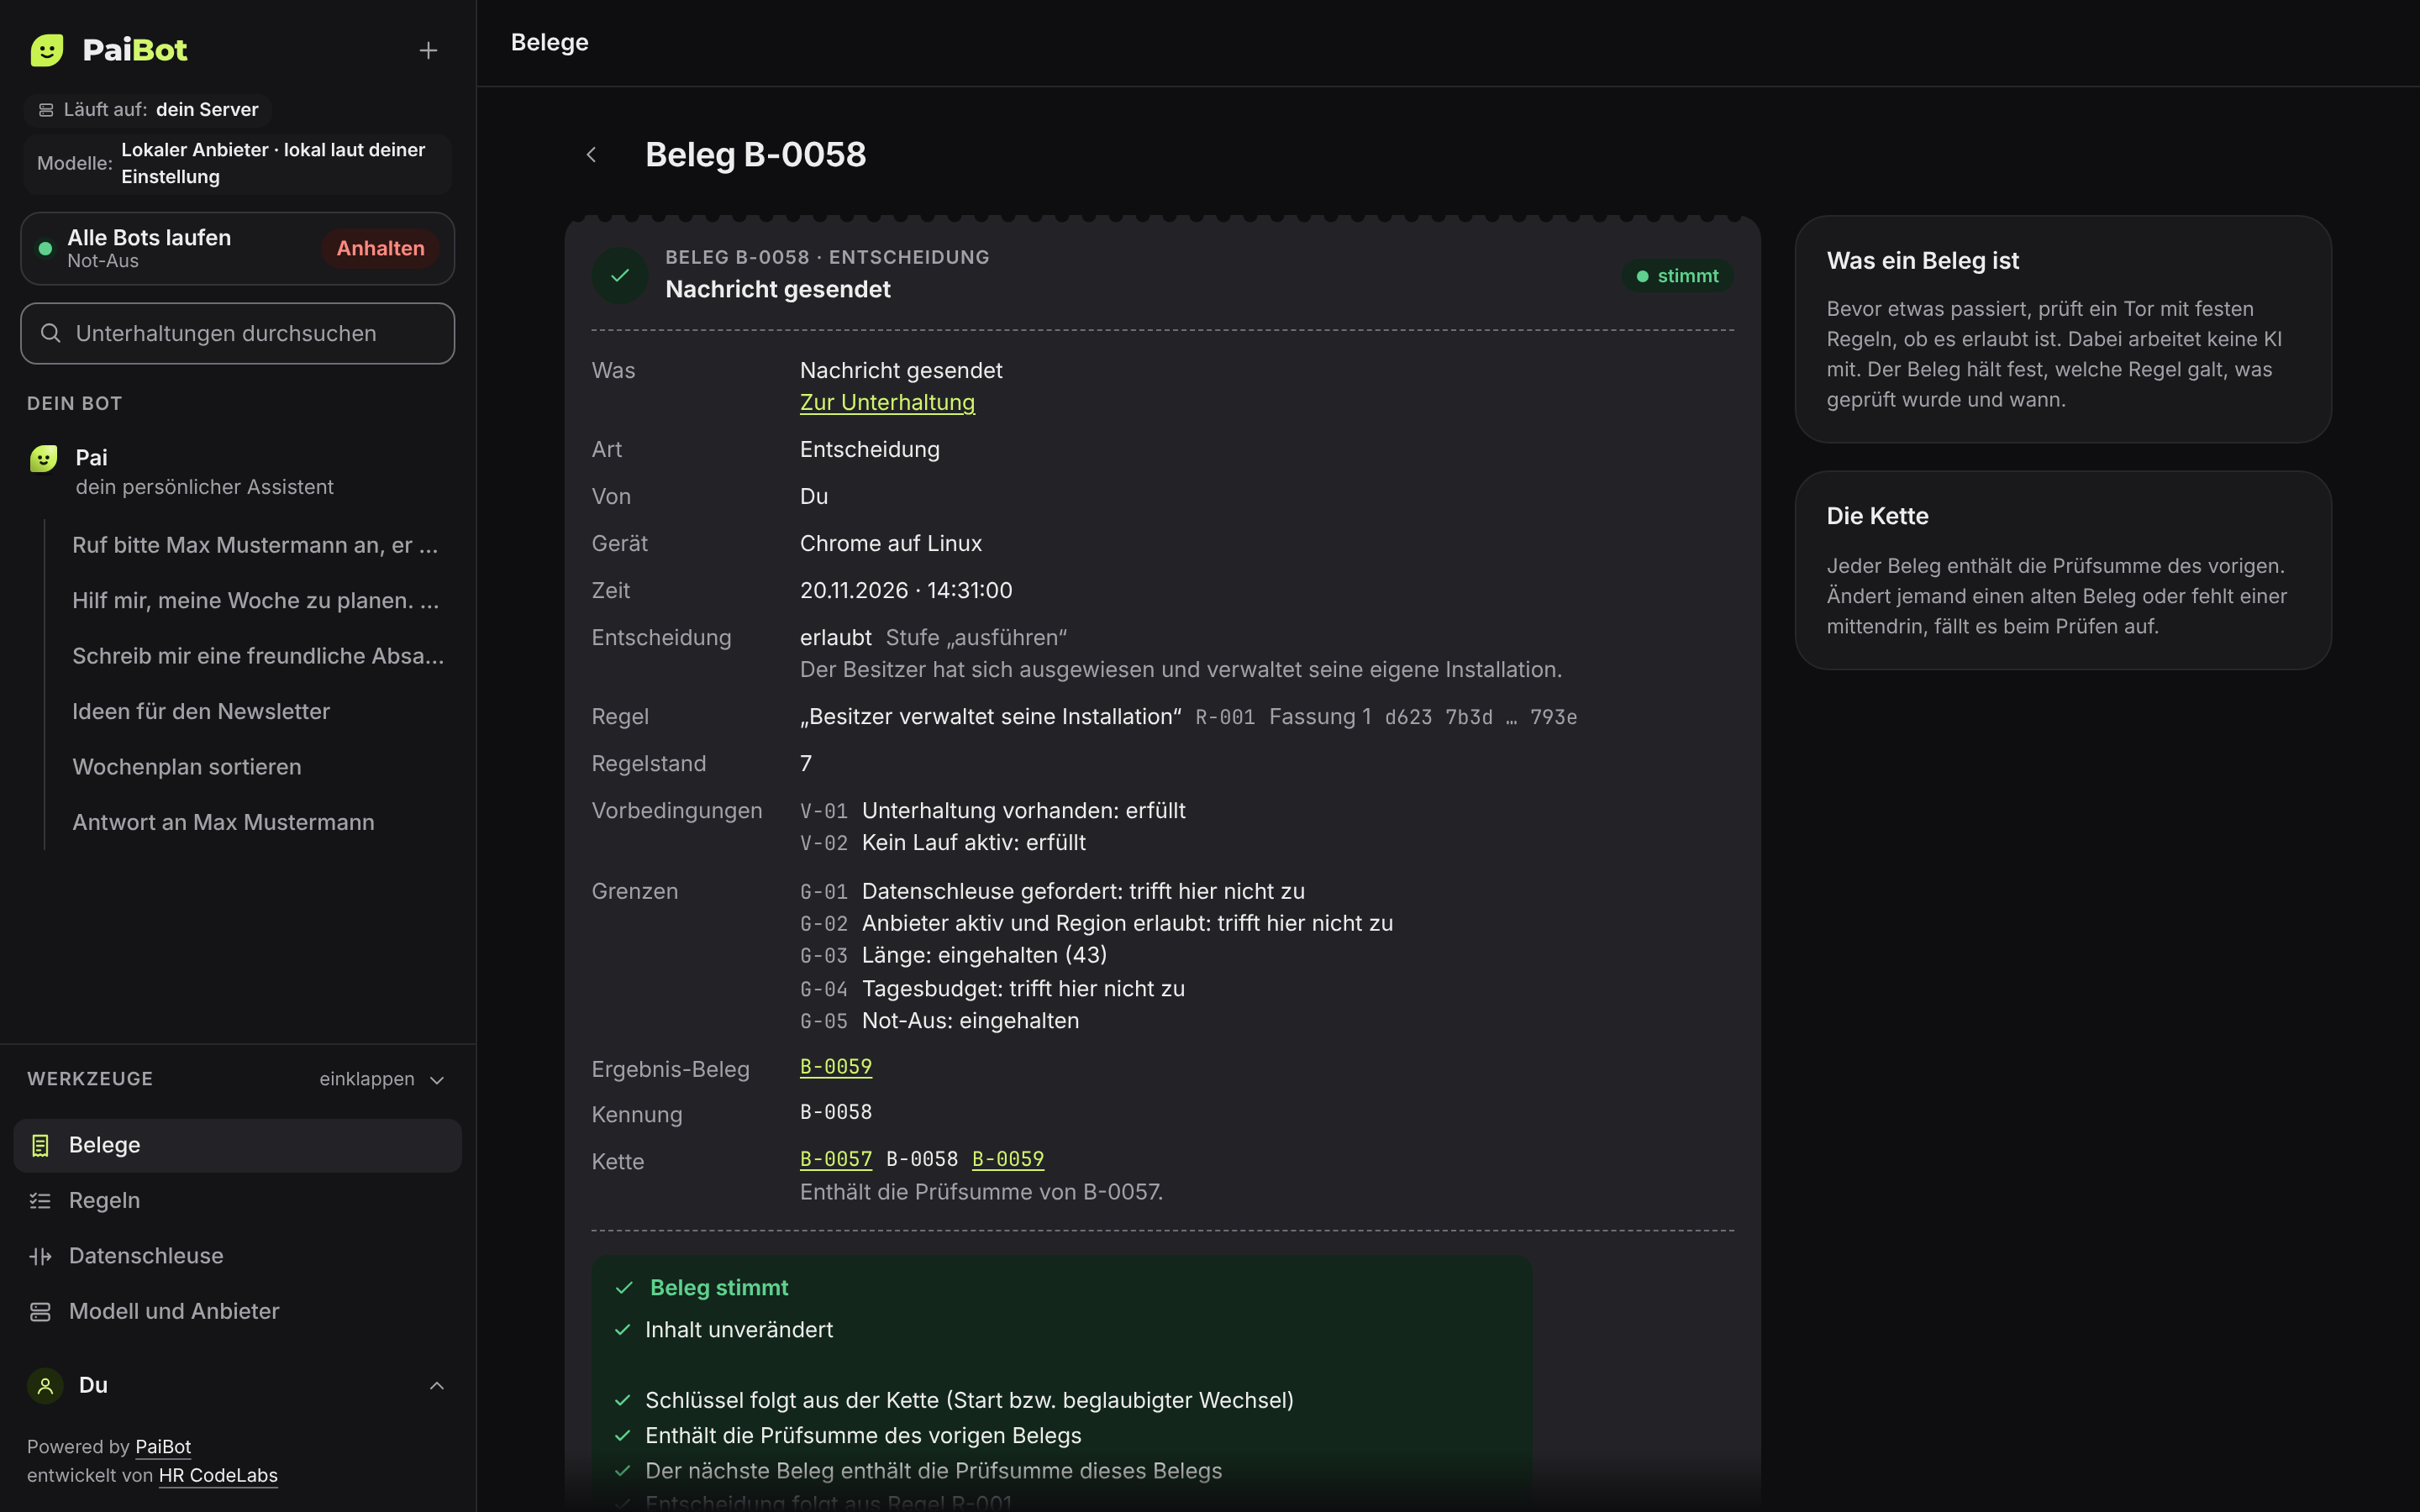 PaiBot
Läuft auf: dein Server
Modelle: Lokaler Anbieter · lokal laut deiner
Einstellung
Alle Bots laufen
Not-Aus
Anhalten
Unterhaltungen durchsuchen
DEIN BOT
Pai
dein persönlicher Assistent
Ruf bitte Max Mustermann an, er ...
Hilf mir, meine Woche zu planen. ...
Schreib mir eine freundliche Absa...
Ideen für den Newsletter
Wochenplan sortieren
Antwort an Max Mustermann
WERKZEUGE einklappen
Belege
Regeln
Datenschleuse
Modell und Anbieter
Du
Powered by PaiBot
entwickelt von HR CodeLabs
Belege
Beleg B-0058
BELEG B-0058 · ENTSCHEIDUNG
Nachricht gesendet
stimmt
Was Nachricht gesendet
Zur Unterhaltung
Art Entscheidung
Von Du
Gerät Chrome auf Linux
Zeit 20.11.2026 · 14:31:00
Entscheidung erlaubt Stufe „ausführen“
Der Besitzer hat sich ausgewiesen und verwaltet seine eigene Installation.
Regel „Besitzer verwaltet seine Installation“ R-001 Fassung 1 d623 7b3d … 793e
Regelstand 7
Vorbedingungen V-01 Unterhaltung vorhanden: erfüllt
V-02 Kein Lauf aktiv: erfüllt
Grenzen G-01 Datenschleuse gefordert: trifft hier nicht zu
G-02 Anbieter aktiv und Region erlaubt: trifft hier nicht zu
G-03 Länge: eingehalten (43)
G-04 Tagesbudget: trifft hier nicht zu
G-05 Not-Aus: eingehalten
Ergebnis-Beleg B-0059
Kennung B-0058
Kette B-0057 B-0058 B-0059
Enthält die Prüfsumme von B-0057.
Beleg stimmt
Inhalt unverändert
Schlüssel folgt aus der Kette (Start bzw. beglaubigter Wechsel)
Enthält die Prüfsumme des vorigen Belegs
Der nächste Beleg enthält die Prüfsumme dieses Belegs
Entscheidung folgt aus Regel R-001
Was ein Beleg ist
Bevor etwas passiert, prüft ein Tor mit festen
Regeln, ob es erlaubt ist. Dabei arbeitet keine KI
mit. Der Beleg hält fest, welche Regel galt, was
geprüft wurde und wann.
Die Kette
Jeder Beleg enthält die Prüfsumme des vorigen.
Ändert jemand einen alten Beleg oder fehlt einer
mittendrin, fällt es beim Prüfen auf.